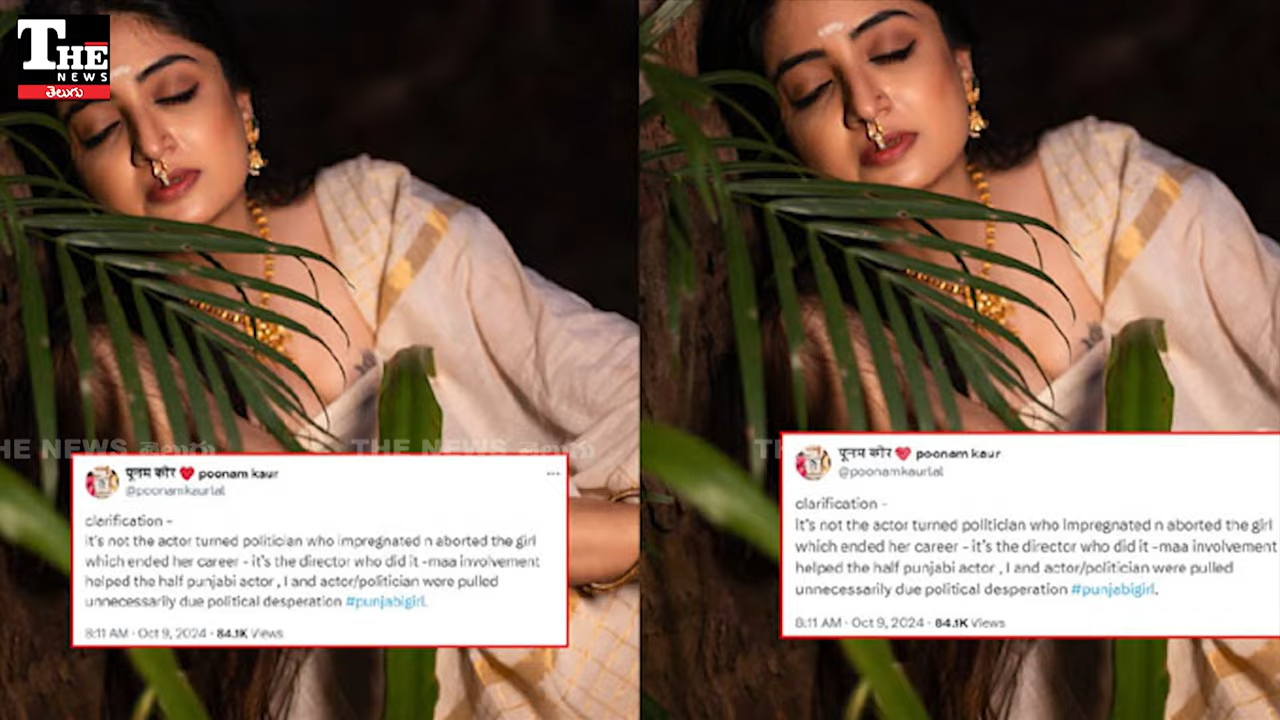 THE
NEWS
తెలుగు
THE NEWS తెలుగు
THE NEWS తెలుగు
पूनम कौर ❤️ poonam kaur
@poonamkaurlal
clarification -
it's not the actor turned politician who impregnated n aborted the girl
which ended her career - it's the director who did it -maa involvement
helped the half punjabi actor , I and actor/politician were pulled
unnecessarily due political desperation #punjabigirl.
8:11 AM · Oct 9, 2024 · 84.1K Views
पूनम कौर ❤️ poonam kaur
@poonamkaurlal
clarification -
it's not the actor turned politician who impregnated n aborted the girl
which ended her career - it's the director who did it -maa involvement
helped the half punjabi actor , I and actor/politician were pulled
unnecessarily due political desperation #punjabigirl.
8:11 AM · Oct 9, 2024 · 84.1K Views